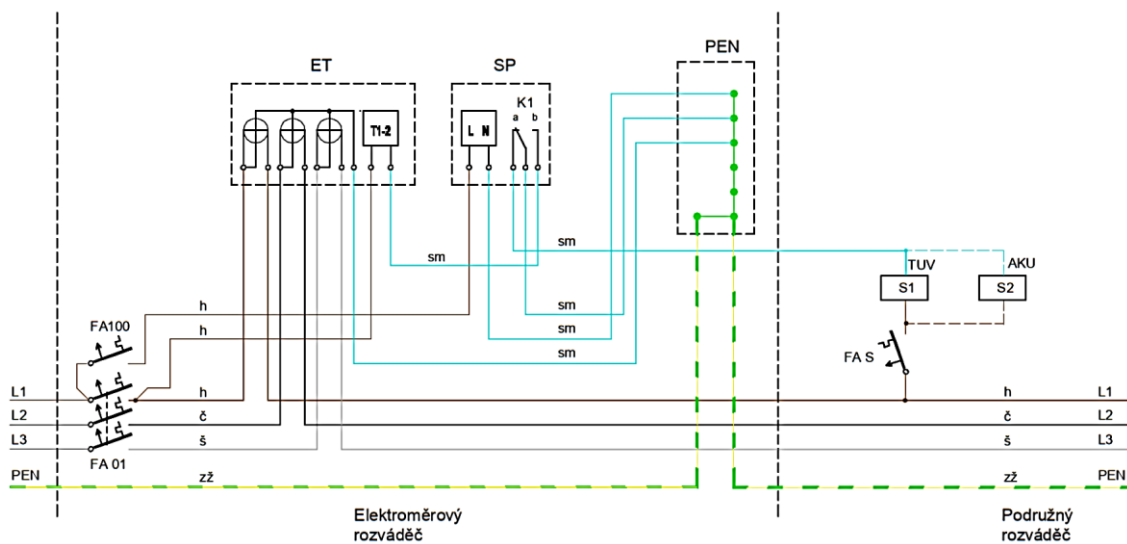 PEN
ET
SP
K1
a
b
L
N
T1-2
sm
sm
TUV
AKU
S1
S2
h
sm
FA100
h
sm
FA S
sm
L1
h
h
L1
L2
č
č
L2
L3
š
š
L3
FA 01
PEN
zž
zž
PEN
Elektroměrový
rozváděč
Podružný
rozváděč